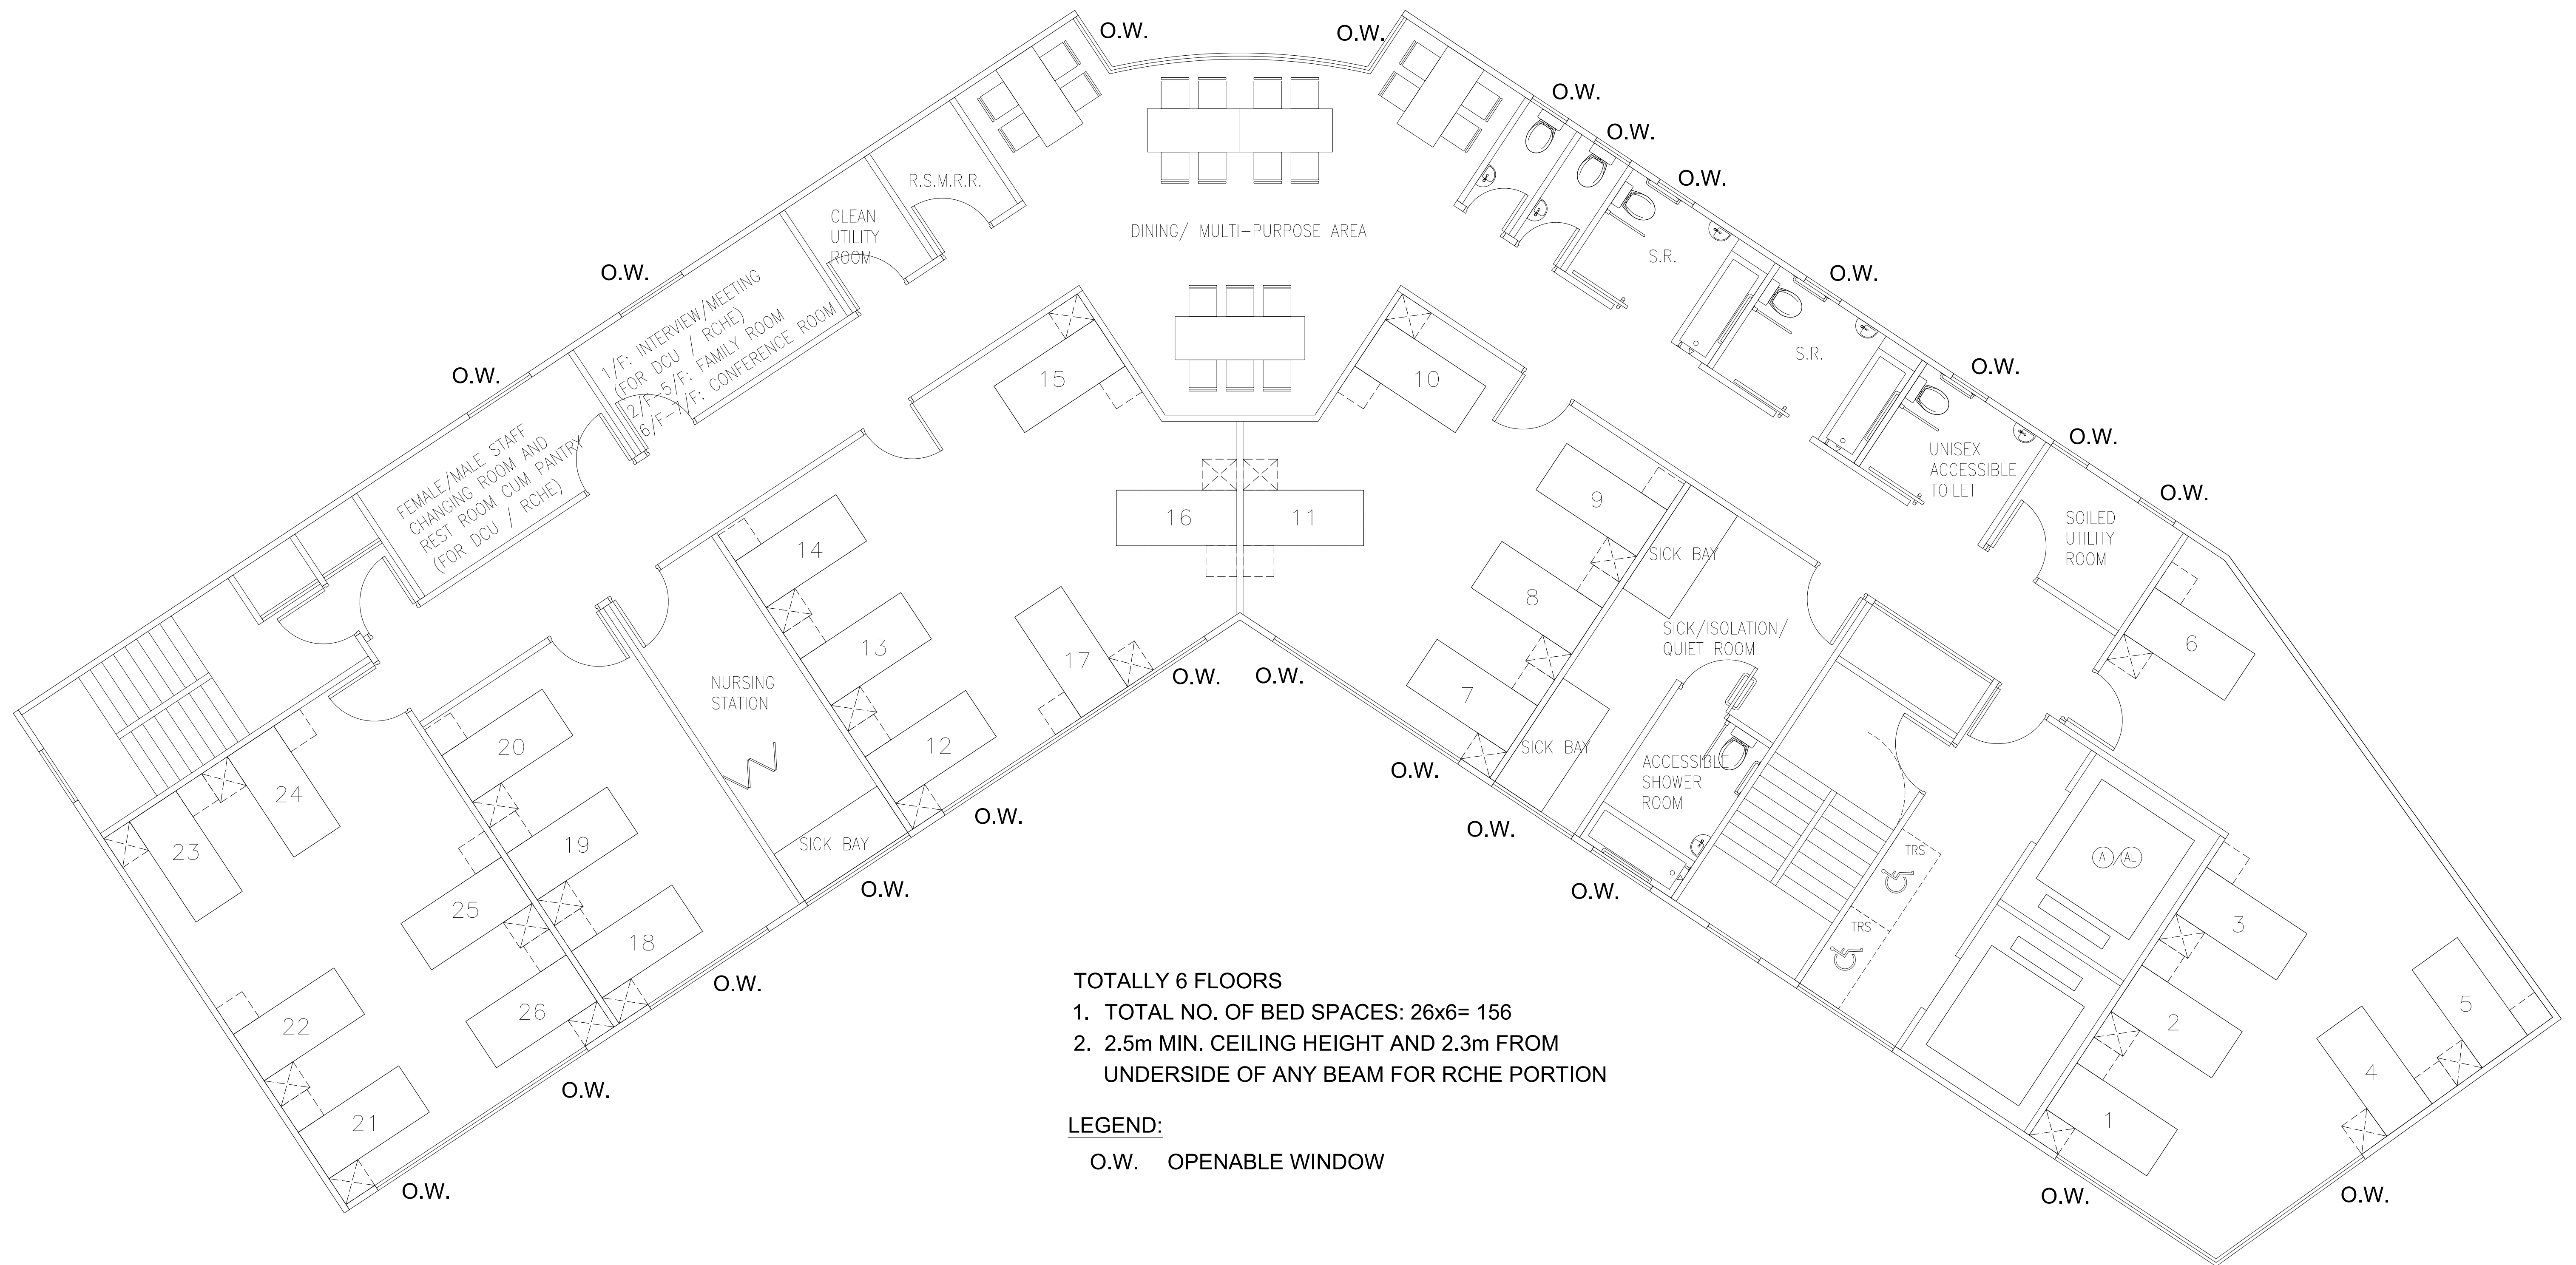 O.W.
O.W.
O.W.
O.W.
O.W.
R.S.M.R.R.
CLEAN
UTILITY
ROOM
DINING/ MULTI-PURPOSE AREA
S.R.
O.W.
O.W.
O.W.
1/F: INTERVIEW/MEETING
(FOR DCU / RCHE)
2/F-5/F: FAMILY ROOM
6/F-7/F: CONFERENCE ROOM
S.R.
O.W.
O.W.
15
10
FEMALE/MALE STAFF
CHANGING ROOM AND
REST ROOM CUM PANTRY
(FOR DCU / RCHE)
O.W.
UNISEX
ACCESSIBLE
TOILET
O.W.
9
16
11
SOILED
UTILITY
ROOM
14
SICK BAY
8
13
SICK/ISOLATION/
QUIET ROOM
6
17
O.W.
O.W.
NURSING
STATION
7
20
12
SICK BAY
O.W.
ACCESSIBLE
SHOWER
ROOM
24
O.W.
O.W.
23
19
SICK BAY
TRS
A/AL
O.W.
O.W.
25
3
TRS
18
O.W.
5
26
22
2
TOTALLY 6 FLOORS
1. TOTAL NO. OF BED SPACES: 26x6= 156
2. 2.5m MIN. CEILING HEIGHT AND 2.3m FROM
UNDERSIDE OF ANY BEAM FOR RCHE PORTION
4
O.W.
21
1
LEGEND:
O.W. OPENABLE WINDOW
O.W.
O.W.
O.W.